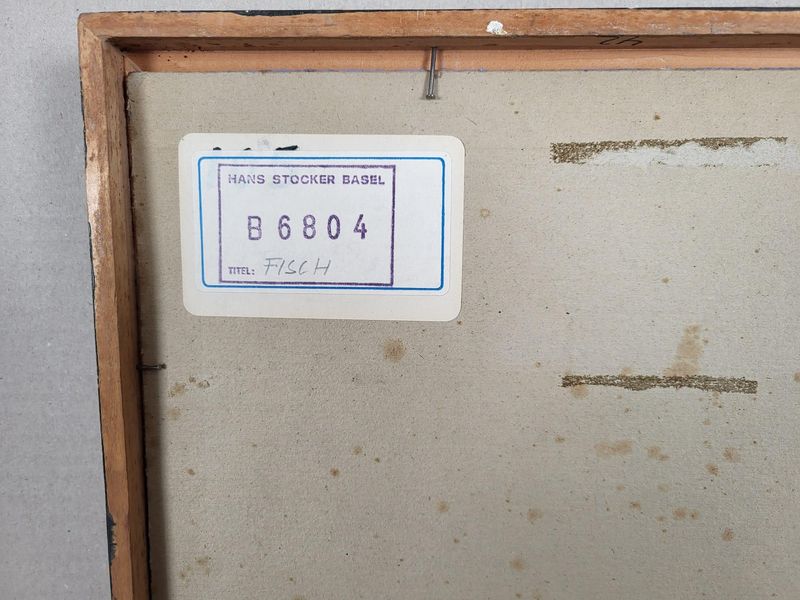 HANS STOCKER BASEL
B 6804
TITEL: FISCH